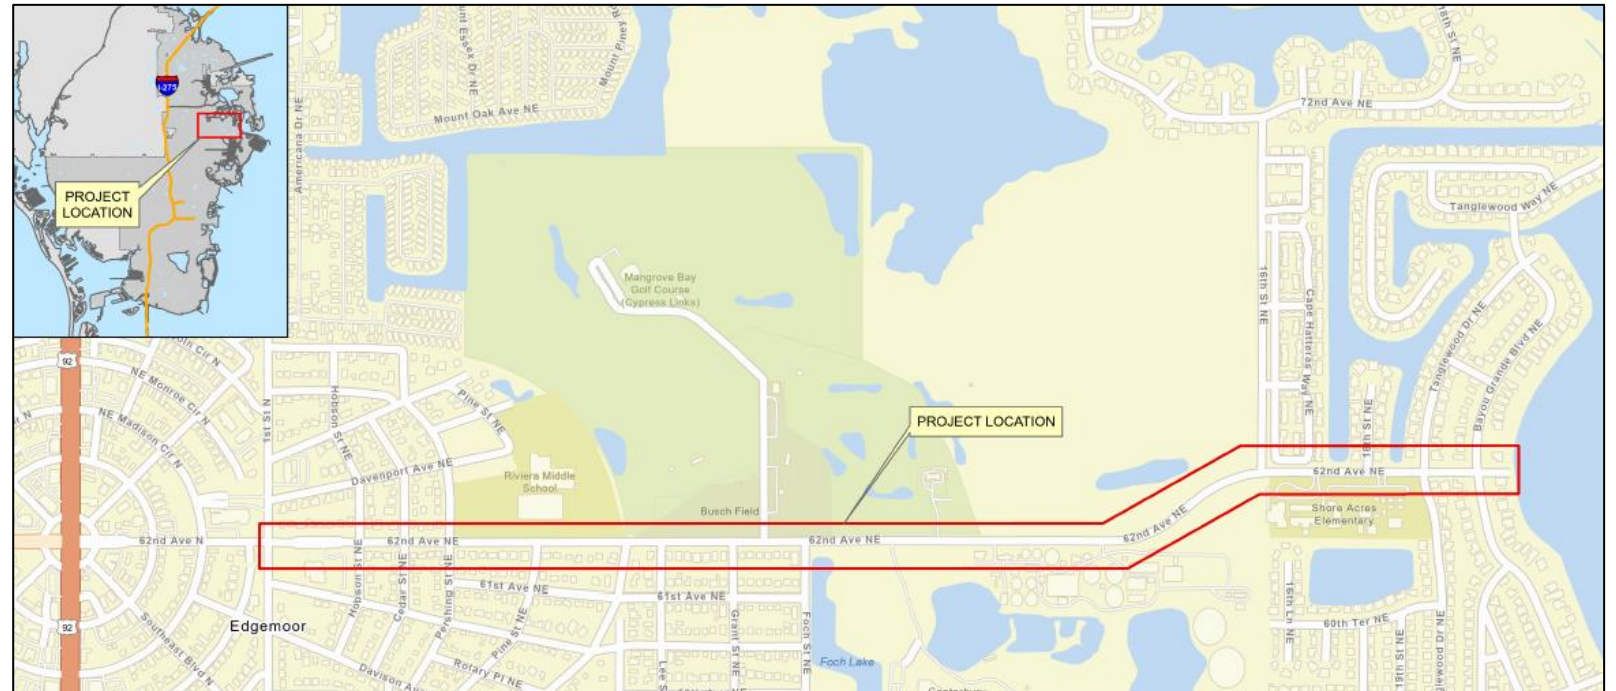 I-275
PROJECT
LOCATION
Americana Dr NE
Mount Oak Ave NE
18th St NE
72nd Ave NE
Tanglewood Way NE
Mangrove Bay
Golf Course
(Cypress Links)
16th St NE
Cape Hatteras Way NE
Tanglewood Dr NE
Bayou Grande Blvd NE
92
NE Monroe Cir N
NE Madison Cir N
1st St N
Hobson St NE
Pine St NE
Davenport Ave NE
Riviera Middle
School
Busch Field
PROJECT LOCATION
18th St NE
62nd Ave NE
Shore Acres
Elementary
62nd Ave N
62nd Ave NE
62nd Ave NE
62nd Ave NE
Hobson St NE
Cedar St NE
Pershing St NE
61st Ave NE
61st Ave NE
Pine St NE
Grant St NE
Foch St NE
16th Ln NE
60th Ter NE
19th St NE
92
Edgemoor
Southeast Blvd N
Rotary Pl NE
Foch Lake